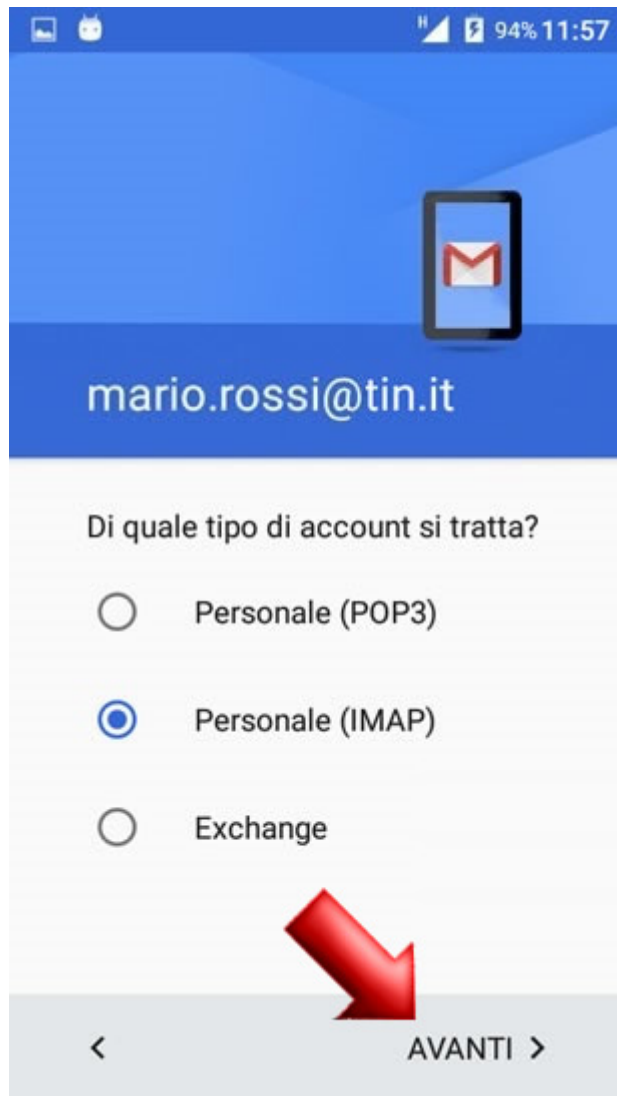 H 94% 11:57
mario.rossi@tin.it
Di quale tipo di account si tratta?
Personale (POP3)
Personale (IMAP)
Exchange
< AVANTI >